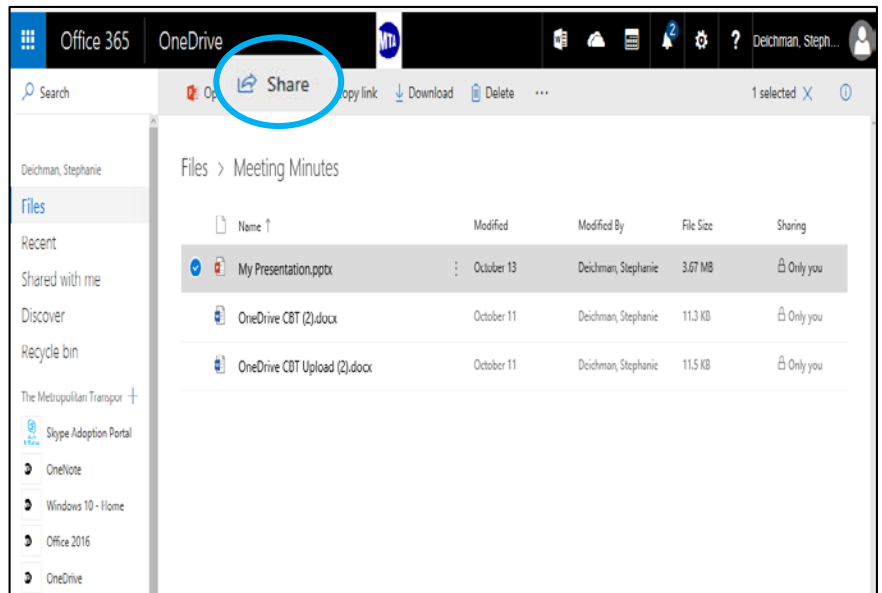 Office 365 OneDrive MTA 2 ? Deichman, Steph...
Search Share opy link Download Delete ... 1 selected
Deichman, Stephanie
Files > Meeting Minutes
Files
Recent
Shared with me
Discover
Recycle bin
The Metropolitan Transpor +
Skype Adoption Portal
OneNote
Windows 10 - Home
Office 2016
OneDrive
Name ↑ Modified Modified By File Size Sharing
My Presentation.pptx October 13 Deichman, Stephanie 3.67 MB Only you
OneDrive CBT (2).docx October 11 Deichman, Stephanie 11.3 KB Only you
OneDrive CBT Upload (2).docx October 11 Deichman, Stephanie 11.5 KB Only you